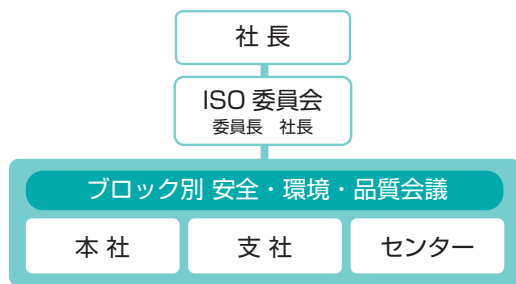 社 長
ISO 委員会
委員長　社長
ブロック別 安全・環境・品質会議
本 社
支 社
センター